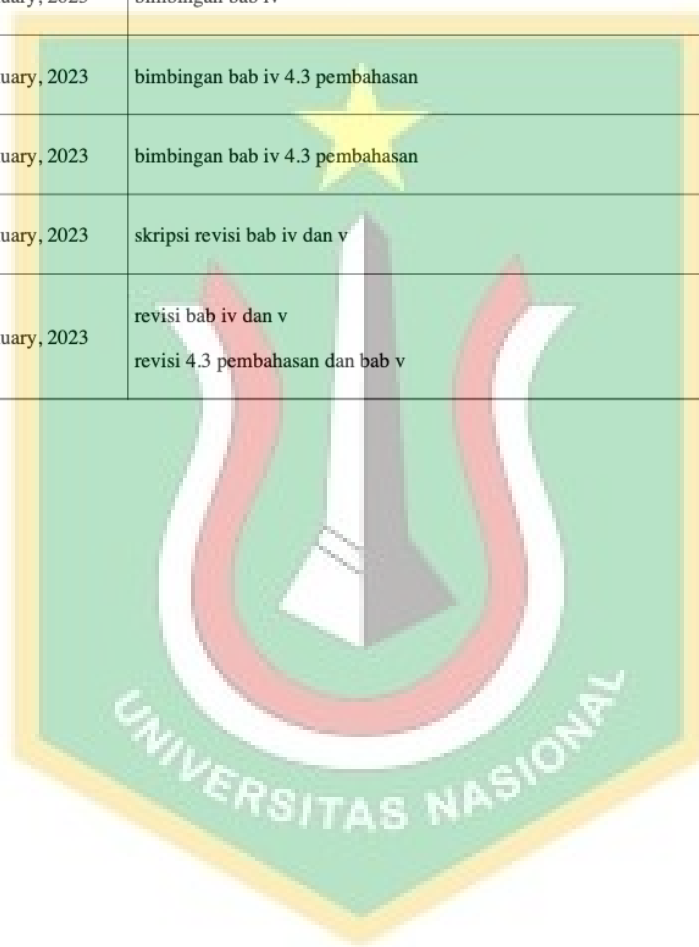 uary, 2023 bimbingan bab iv 4.3 pembahasan
uary, 2023 bimbingan bab iv 4.3 pembahasan
uary, 2023 skripsi revisi bab iv dan v
revisi bab iv dan v
uary, 2023
revisi 4.3 pembahasan dan bab v
UNIVERSITAS NASIONAL